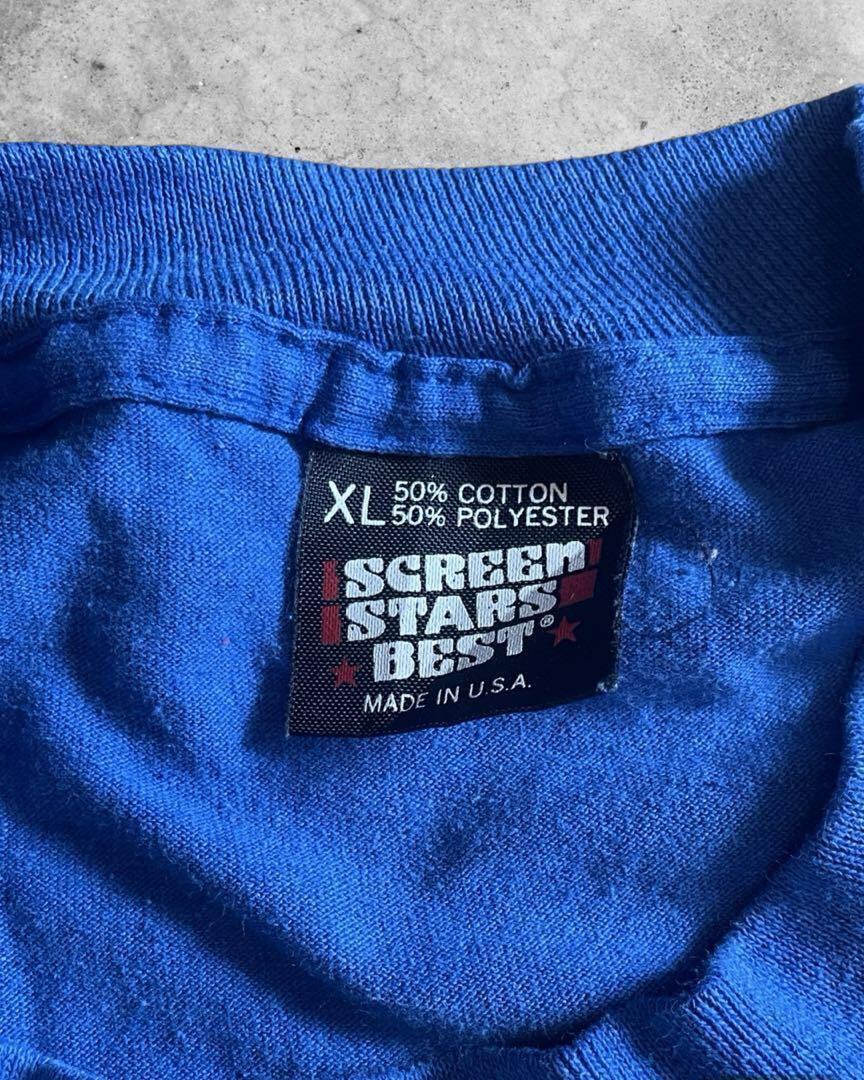 XL 50% COTTON
50% POLYESTER
SCREEN
STARS
BEST®
MADE IN U.S.A.